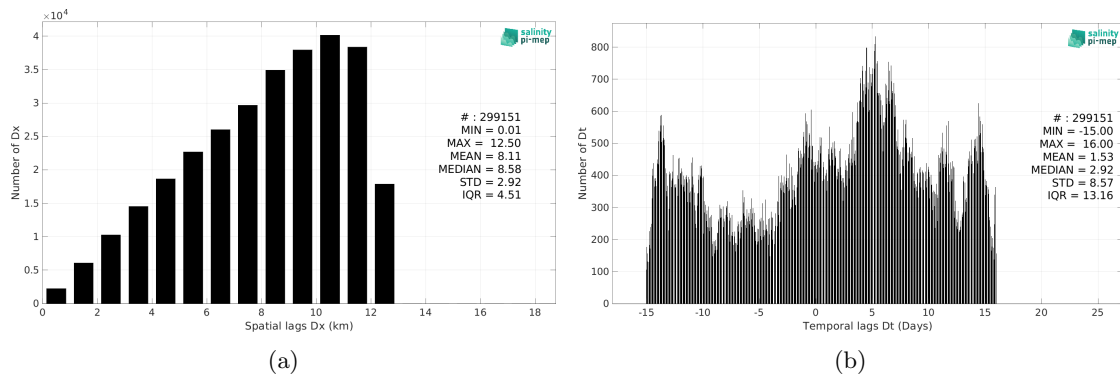 ×10⁴
4
3.5
3
2.5
2
1.5
1
0.5
0
0 2 4 6 8 10 12 14 16 18
Number of Dx
Spatial lags Dx (km)
salinity
pi-mep
# : 299151
MIN = 0.01
MAX = 12.50
MEAN = 8.11
MEDIAN = 8.58
STD = 2.92
IQR = 4.51
(a)
800
700
600
500
400
300
200
100
0
-15 -10 -5 0 5 10 15 20 25
Number of Dt
Temporal lags Dt (Days)
salinity
pi-mep
# : 299151
MIN = -15.00
MAX = 16.00
MEAN = 1.53
MEDIAN = 2.92
STD = 8.57
IQR = 13.16
(b)